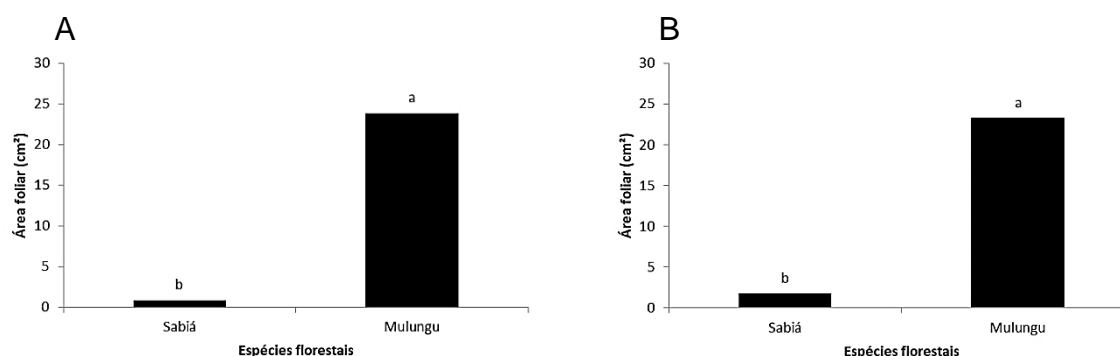 A
30
25
20
15
10
5
0
Área foliar (cm²)
b
a
Sabiá
Mulungu
Espécies florestais
B
30
25
20
15
10
5
0
Área foliar (cm²)
b
a
Sabiá
Mulungu
Espécies florestais